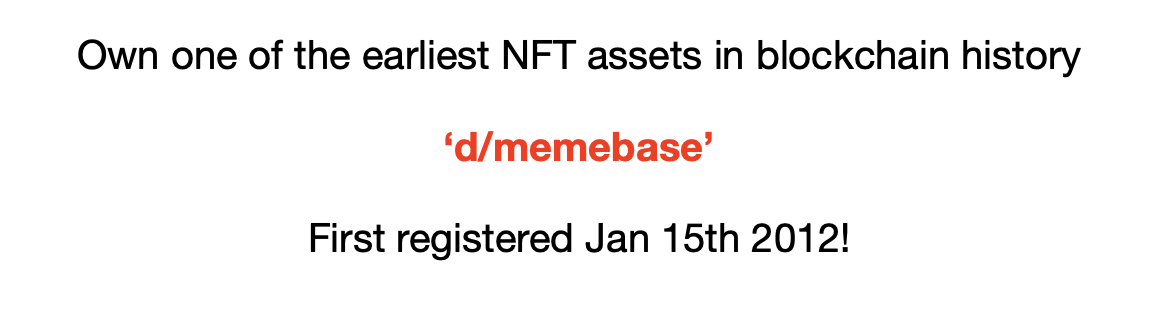 Own one of the earliest NFT assets in blockchain history
‘d/memebase’
First registered Jan 15th 2012!